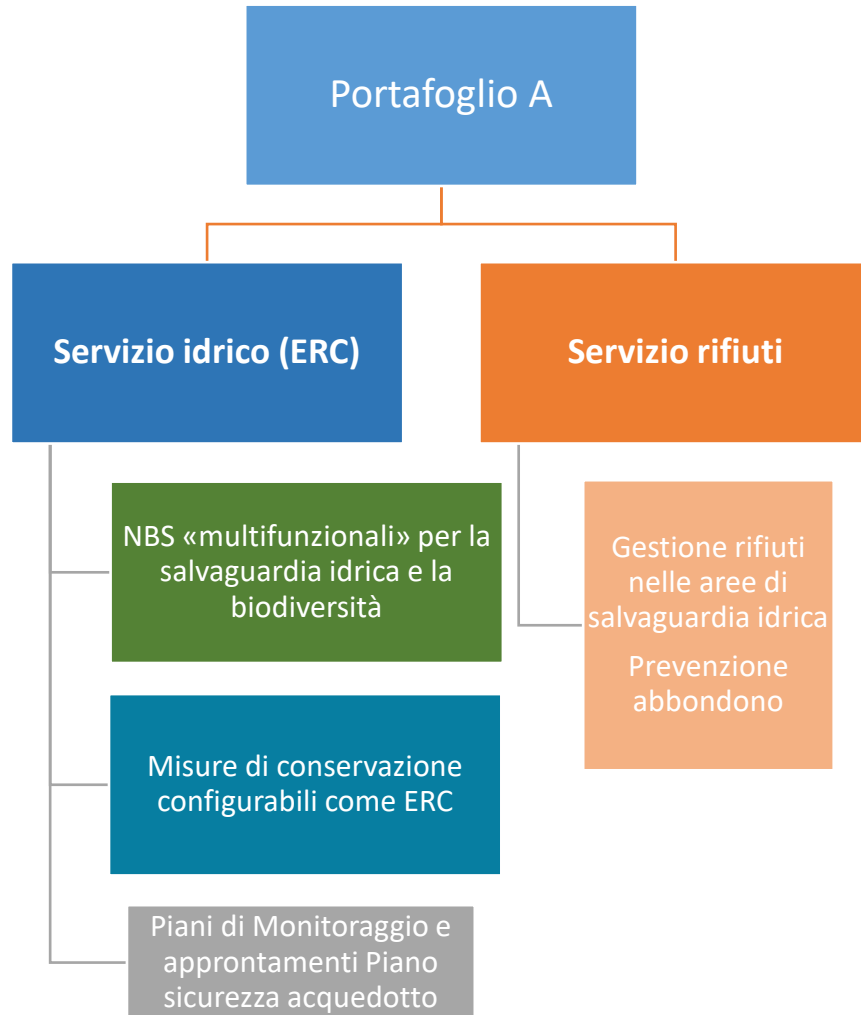 Portafoglio A
Servizio idrico (ERC)
Servizio rifiuti
NBS «multifunzionali» per la
salvaguardia idrica e la
biodiversità
Misure di conservazione
configurabili come ERC
Piani di Monitoraggio e
approntamenti Piano
sicurezza acquedotto
Gestione rifiuti
nelle aree di
salvaguardia idrica
Prevenzione
abbondono